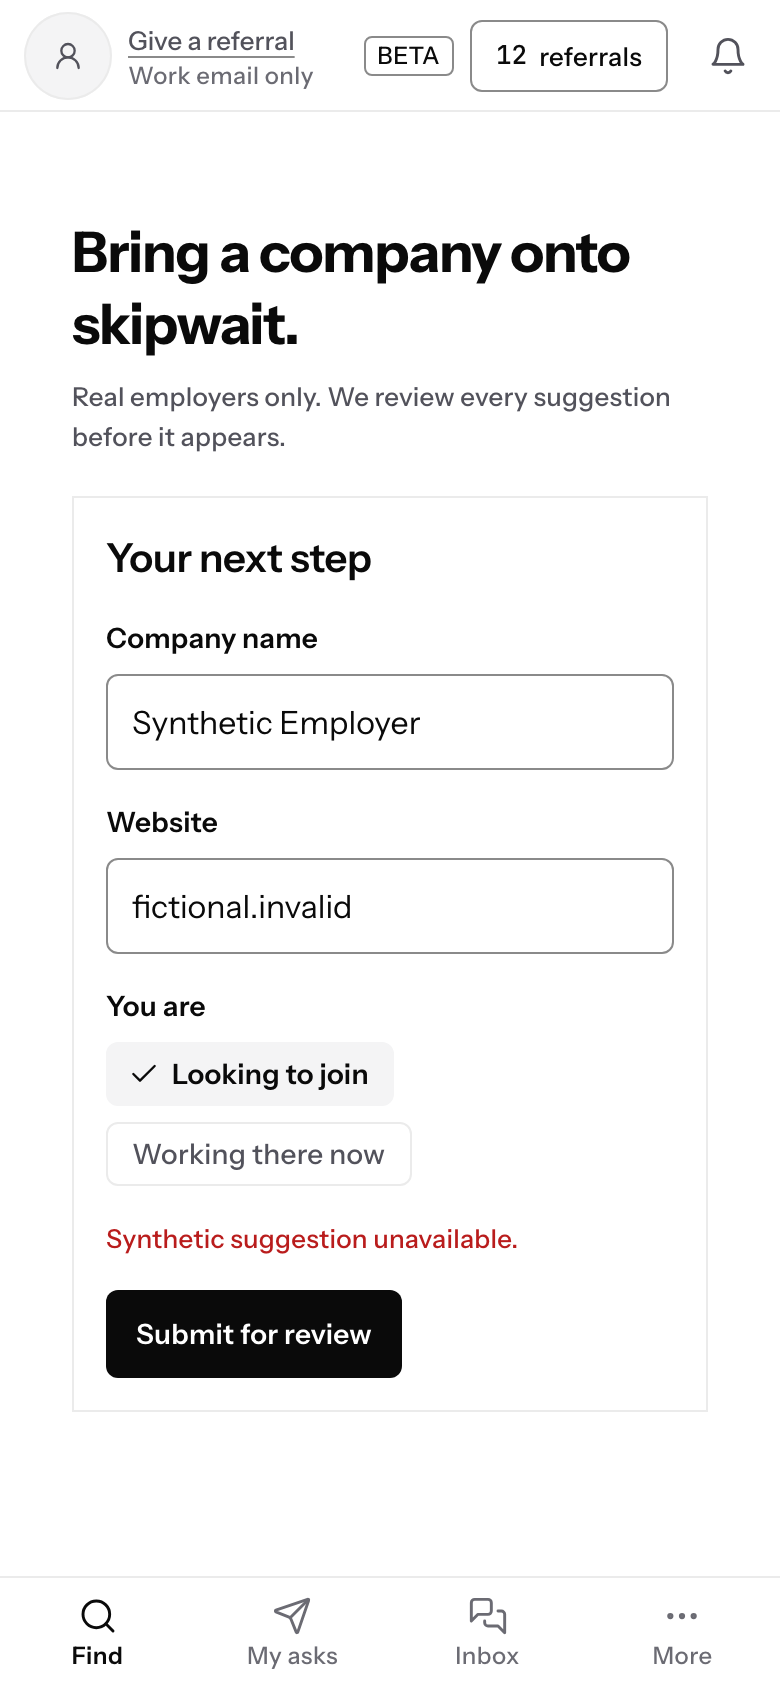 Give a referral
Work email only
BETA
12 referrals
Bring a company onto
skipwait.
Real employers only. We review every suggestion
before it appears.
Your next step
Company name
Synthetic Employer
Website
fictional.invalid
You are
Looking to join
Working there now
Synthetic suggestion unavailable.
Submit for review
Find
My asks
Inbox
More